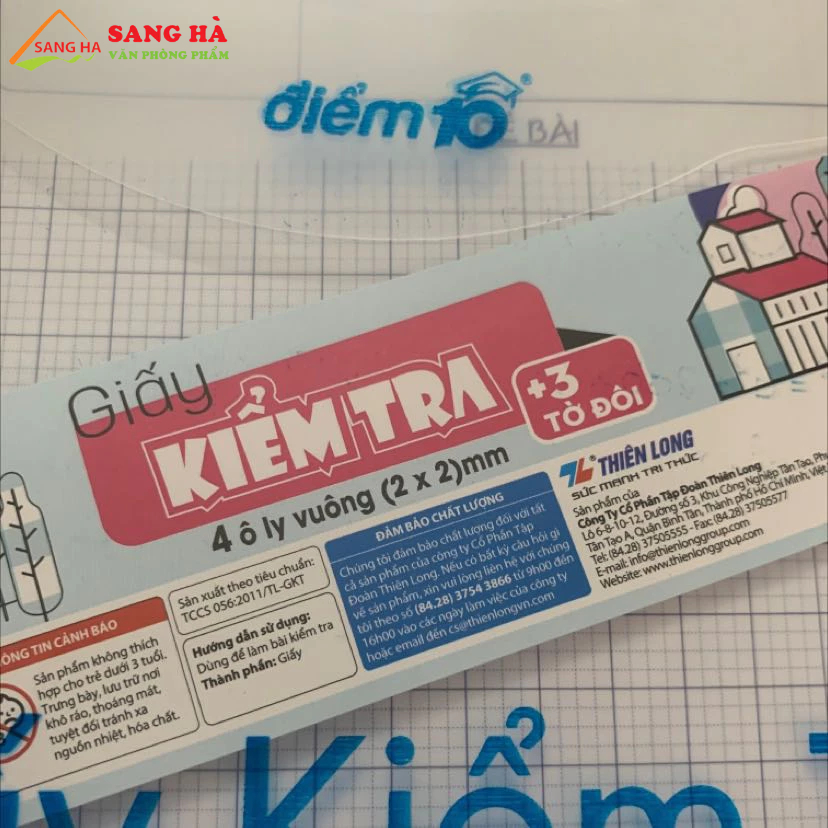 SANG HA
SANG HÀ
VĂN PHÒNG PHẨM
điểm 10
ĐỀ BÀI
Giấy
KIỂM TRA
+3
TỜ ĐÔI
4 ô ly vuông (2 x 2)mm
THIÊN LONG
SỨC MẠNH TRI THỨC
Sản phẩm của
Công ty Cổ Phần Tập Đoàn Thiên Long
Lô 6-8-10-12, Đường số 3, Khu Công Nghiệp Tân Tạo, Phư
Tân Tạo A, Quận Bình Tân, Thành phố Hồ Chí Minh, Việt
Tel: (84.28) 37505555 - Fax: (84.28) 37505577
E-mail: info@thienlonggroup.com
Website: www.thienlonggroup.com
ĐẢM BẢO CHẤT LƯỢNG
Chúng tôi đảm bảo chất lượng đối với tất
cả sản phẩm của công ty Cổ Phần Tập
Đoàn Thiên Long. Nếu có bất kỳ câu hỏi gì
về sản phẩm, xin vui lòng liên hệ với chúng
tôi theo số (84.28) 3754 3866 từ 9h00 đến
16h00 vào các ngày làm việc của công ty
hoặc email đến cs@thienlongvn.com
Sản xuất theo tiêu chuẩn:
TCCS 056:2011/TL-GKT
Hướng dẫn sử dụng:
Dùng để làm bài kiểm tra
Thành phần: Giấy
ÔNG TIN CẢNH BÁO
Sản phẩm không thích
hợp cho trẻ dưới 3 tuổi.
Trưng bày, lưu trữ nơi
khô ráo, thoáng mát,
tuyệt đối tránh xa
nguồn nhiệt, hóa chất.
y Kiểm T